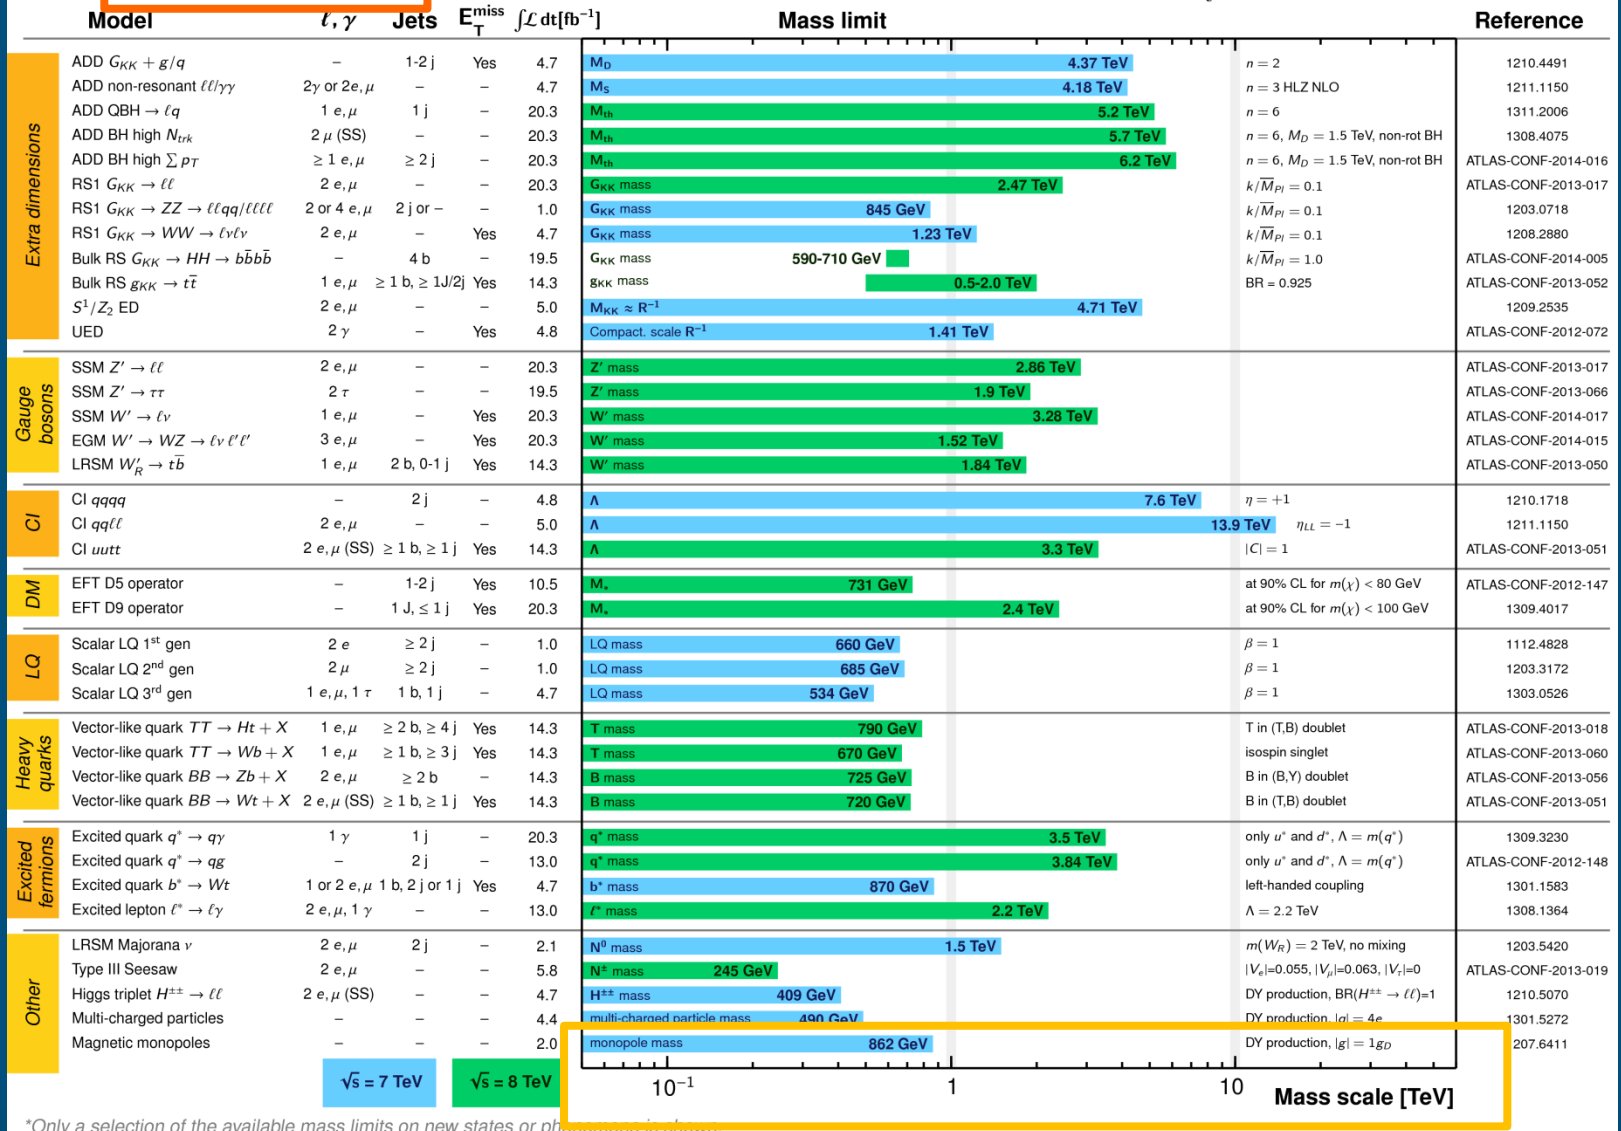 Model ℓ, γ Jets E_T^miss ∫ℒ dt[fb⁻¹] Mass limit Reference
Extra dimensions
ADD G_KK + g/q – 1-2 j Yes 4.7 M_D 4.37 TeV n = 2 1210.4491
ADD non-resonant ℓℓ/γγ 2γ or 2e, μ – – 4.7 M_S 4.18 TeV n = 3 HLZ NLO 1211.1150
ADD QBH → ℓq 1 e, μ 1 j – 20.3 M_th 5.2 TeV n = 6 1311.2006
ADD BH high N_trk 2 μ (SS) – – 20.3 M_th 5.7 TeV n = 6, M_D = 1.5 TeV, non-rot BH 1308.4075
ADD BH high ∑ p_T ≥ 1 e, μ ≥ 2 j – 20.3 M_th 6.2 TeV n = 6, M_D = 1.5 TeV, non-rot BH ATLAS-CONF-2014-016
RS1 G_KK → ℓℓ 2 e, μ – – 20.3 G_KK mass 2.47 TeV k/M̅_Pl = 0.1 ATLAS-CONF-2013-017
RS1 G_KK → ZZ → ℓℓqq/ℓℓℓℓ 2 or 4 e, μ 2 j or – – 1.0 G_KK mass 845 GeV k/M̅_Pl = 0.1 1203.0718
RS1 G_KK → WW → ℓνℓν 2 e, μ – Yes 4.7 G_KK mass 1.23 TeV k/M̅_Pl = 0.1 1208.2880
Bulk RS G_KK → HH → bb̅bb̅ – 4 b – 19.5 G_KK mass 590-710 GeV k/M̅_Pl = 1.0 ATLAS-CONF-2014-005
Bulk RS g_KK → tt̅ 1 e, μ ≥ 1 b, ≥ 1J/2j Yes 14.3 g_KK mass 0.5-2.0 TeV BR = 0.925 ATLAS-CONF-2013-052
S¹/Z₂ ED 2 e, μ – – 5.0 M_KK ≈ R⁻¹ 4.71 TeV 1209.2535
UED 2 γ – Yes 4.8 Compact. scale R⁻¹ 1.41 TeV ATLAS-CONF-2012-072
Gauge bosons
SSM Z′ → ℓℓ 2 e, μ – – 20.3 Z′ mass 2.86 TeV ATLAS-CONF-2013-017
SSM Z′ → ττ 2 τ – – 19.5 Z′ mass 1.9 TeV ATLAS-CONF-2013-066
SSM W′ → ℓν 1 e, μ – Yes 20.3 W′ mass 3.28 TeV ATLAS-CONF-2014-017
EGM W′ → WZ → ℓν ℓ′ℓ′ 3 e, μ – Yes 20.3 W′ mass 1.52 TeV ATLAS-CONF-2014-015
LRSM W′_R → tb̅ 1 e, μ 2 b, 0-1 j Yes 14.3 W′ mass 1.84 TeV ATLAS-CONF-2013-050
CI
CI qqqq – 2 j – 4.8 Λ 7.6 TeV η = +1 1210.1718
CI qqℓℓ 2 e, μ – – 5.0 Λ 13.9 TeV η_LL = −1 1211.1150
CI uutt 2 e, μ (SS) ≥ 1 b, ≥ 1 j Yes 14.3 Λ 3.3 TeV |C| = 1 ATLAS-CONF-2013-051
DM
EFT D5 operator – 1-2 j Yes 10.5 M_* 731 GeV at 90% CL for m(χ) < 80 GeV ATLAS-CONF-2012-147
EFT D9 operator – 1 J, ≤ 1 j Yes 20.3 M_* 2.4 TeV at 90% CL for m(χ) < 100 GeV 1309.4017
LQ
Scalar LQ 1ˢᵗ gen 2 e ≥ 2 j – 1.0 LQ mass 660 GeV β = 1 1112.4828
Scalar LQ 2ⁿᵈ gen 2 μ ≥ 2 j – 1.0 LQ mass 685 GeV β = 1 1203.3172
Scalar LQ 3ʳᵈ gen 1 e, μ, 1 τ 1 b, 1 j – 4.7 LQ mass 534 GeV β = 1 1303.0526
Heavy quarks
Vector-like quark TT → Ht + X 1 e, μ ≥ 2 b, ≥ 4 j Yes 14.3 T mass 790 GeV T in (T,B) doublet ATLAS-CONF-2013-018
Vector-like quark TT → Wb + X 1 e, μ ≥ 1 b, ≥ 3 j Yes 14.3 T mass 670 GeV isospin singlet ATLAS-CONF-2013-060
Vector-like quark BB → Zb + X 2 e, μ ≥ 2 b – 14.3 B mass 725 GeV B in (B,Y) doublet ATLAS-CONF-2013-056
Vector-like quark BB → Wt + X 2 e, μ (SS) ≥ 1 b, ≥ 1 j Yes 14.3 B mass 720 GeV B in (T,B) doublet ATLAS-CONF-2013-051
Excited fermions
Excited quark q* → qγ 1 γ 1 j – 20.3 q* mass 3.5 TeV only u* and d*, Λ = m(q*) 1309.3230
Excited quark q* → qg – 2 j – 13.0 q* mass 3.84 TeV only u* and d*, Λ = m(q*) ATLAS-CONF-2012-148
Excited quark b* → Wt 1 or 2 e, μ 1 b, 2 j or 1 j Yes 4.7 b* mass 870 GeV left-handed coupling 1301.1583
Excited lepton ℓ* → ℓγ 2 e, μ, 1 γ – – 13.0 ℓ* mass 2.2 TeV Λ = 2.2 TeV 1308.1364
Other
LRSM Majorana ν 2 e, μ 2 j – 2.1 N⁰ mass 1.5 TeV m(W_R) = 2 TeV, no mixing 1203.5420
Type III Seesaw 2 e, μ – – 5.8 N± mass 245 GeV |V_e|=0.055, |V_μ|=0.063, |V_τ|=0 ATLAS-CONF-2013-019
Higgs triplet H±± → ℓℓ 2 e, μ (SS) – – 4.7 H±± mass 409 GeV DY production, BR(H±± → ℓℓ)=1 1210.5070
Multi-charged particles – – – 4.4 multi-charged particle mass 490 GeV DY production, |q| = 4e 1301.5272
Magnetic monopoles – – – 2.0 monopole mass 862 GeV DY production, |g| = 1g_D 207.6411
√s = 7 TeV √s = 8 TeV 10⁻¹ 1 10 Mass scale [TeV]
*Only a selection of the available mass limits on new states or